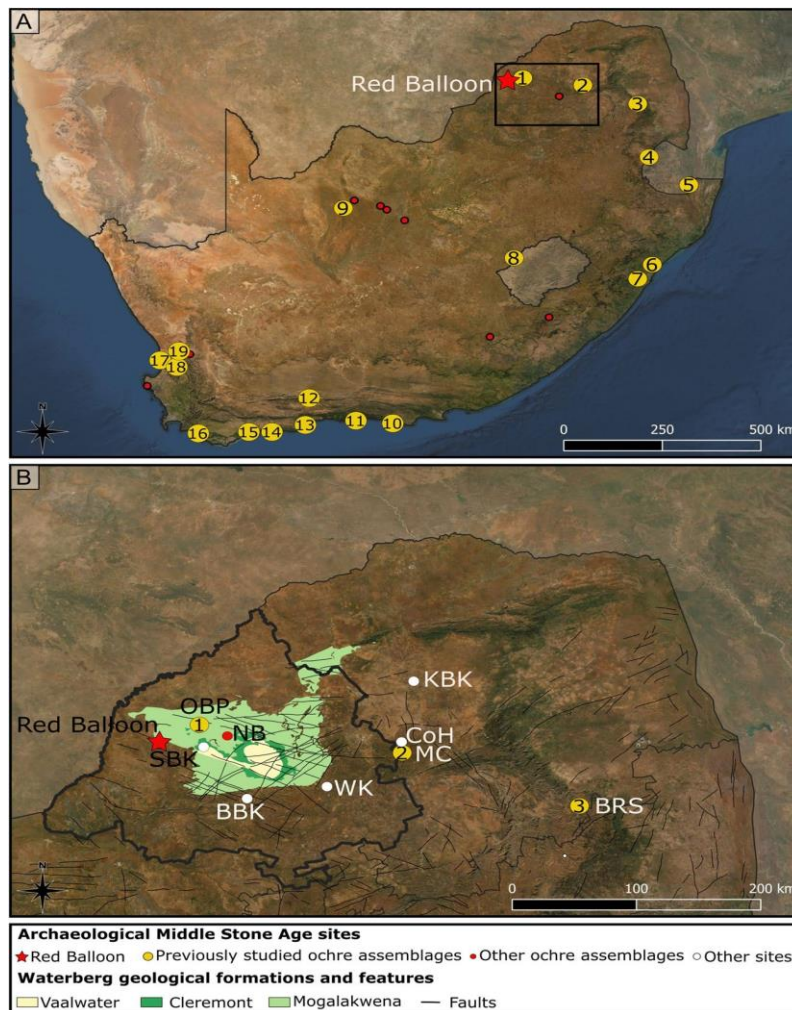 A
Red Balloon 1 2
3
4
5
9
8
6
7
19
17
18
12
16 15 14 13 11 10
N
0 250 500 km
B
KBK
OBP
1
Red Balloon NB CoH
SBK 2 MC
WK
BBK 3 BRS
N
0 100 200 km
Archaeological Middle Stone Age sites
Red Balloon Previously studied ochre assemblages Other ochre assemblages Other sites
Waterberg geological formations and features
Vaalwater Cleremont Mogalakwena Faults